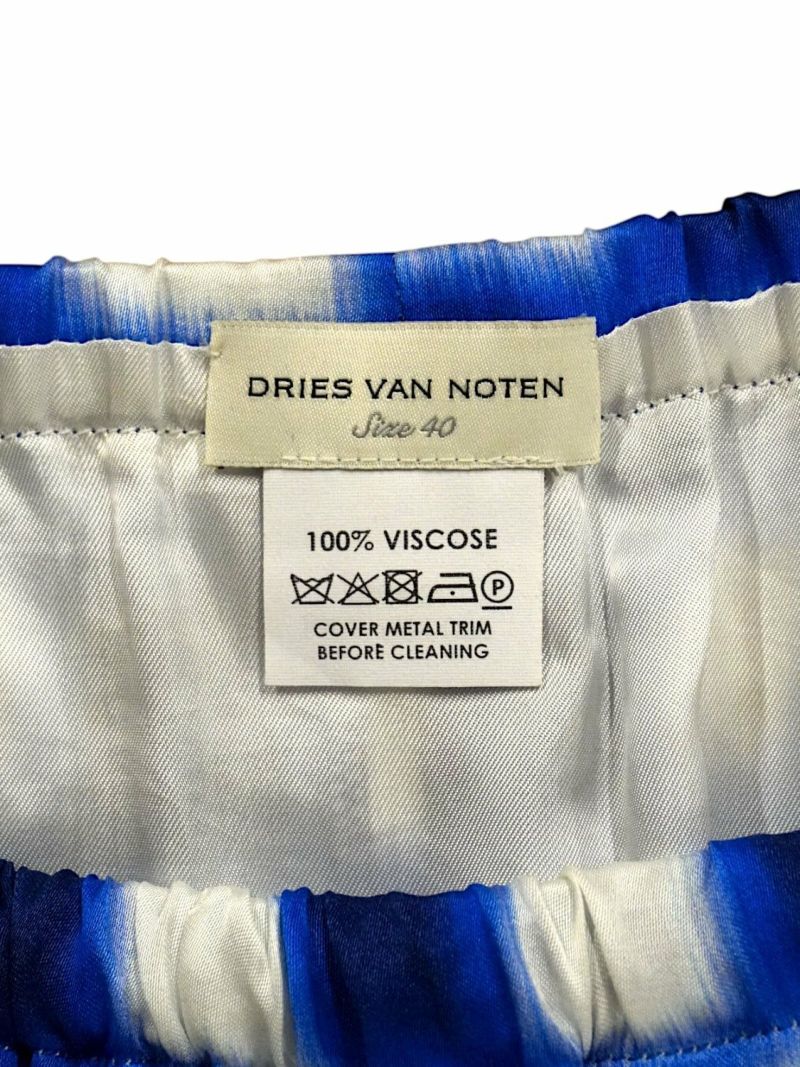 DRIES VAN NOTEN
Size 40
100% VISCOSE
P
COVER METAL TRIM
BEFORE CLEANING